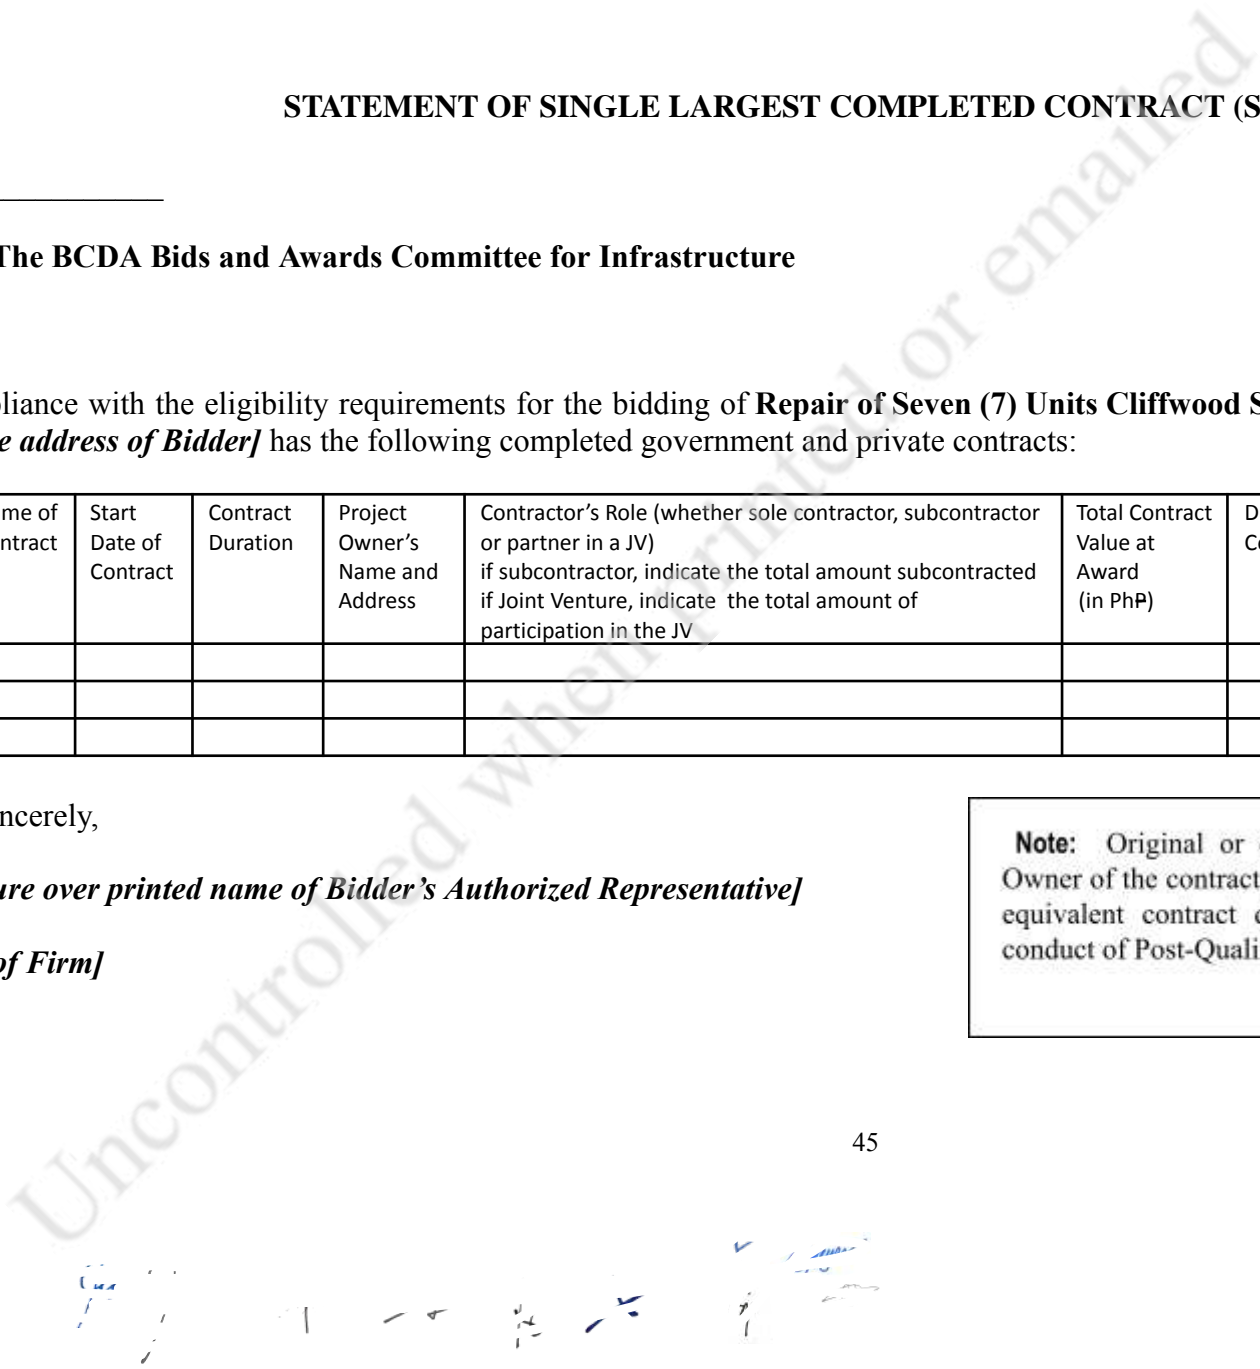 STATEMENT OF SINGLE LARGEST COMPLETED CONTRACT (S
The BCDA Bids and Awards Committee for Infrastructure
pliance with the eligibility requirements for the bidding of Repair of Seven (7) Units Cliffwood S
e address of Bidder] has the following completed government and private contracts:
me of
ntract
Start
Date of
Contract
Contract
Duration
Project
Owner's
Name and
Address
Contractor's Role (whether sole contractor, subcontractor
or partner in a JV)
if subcontractor, indicate the total amount subcontracted
if Joint Venture, indicate the total amount of
participation in the JV
Total Contract
Value at
Award
(in PhP)
D
Co
ncerely,
ure over printed name of Bidder's Authorized Representative]
of Firm]
Note: Original or
Owner of the contract
equivalent contract
conduct of Post-Quali
45
Uncontrolled when printed or emailed